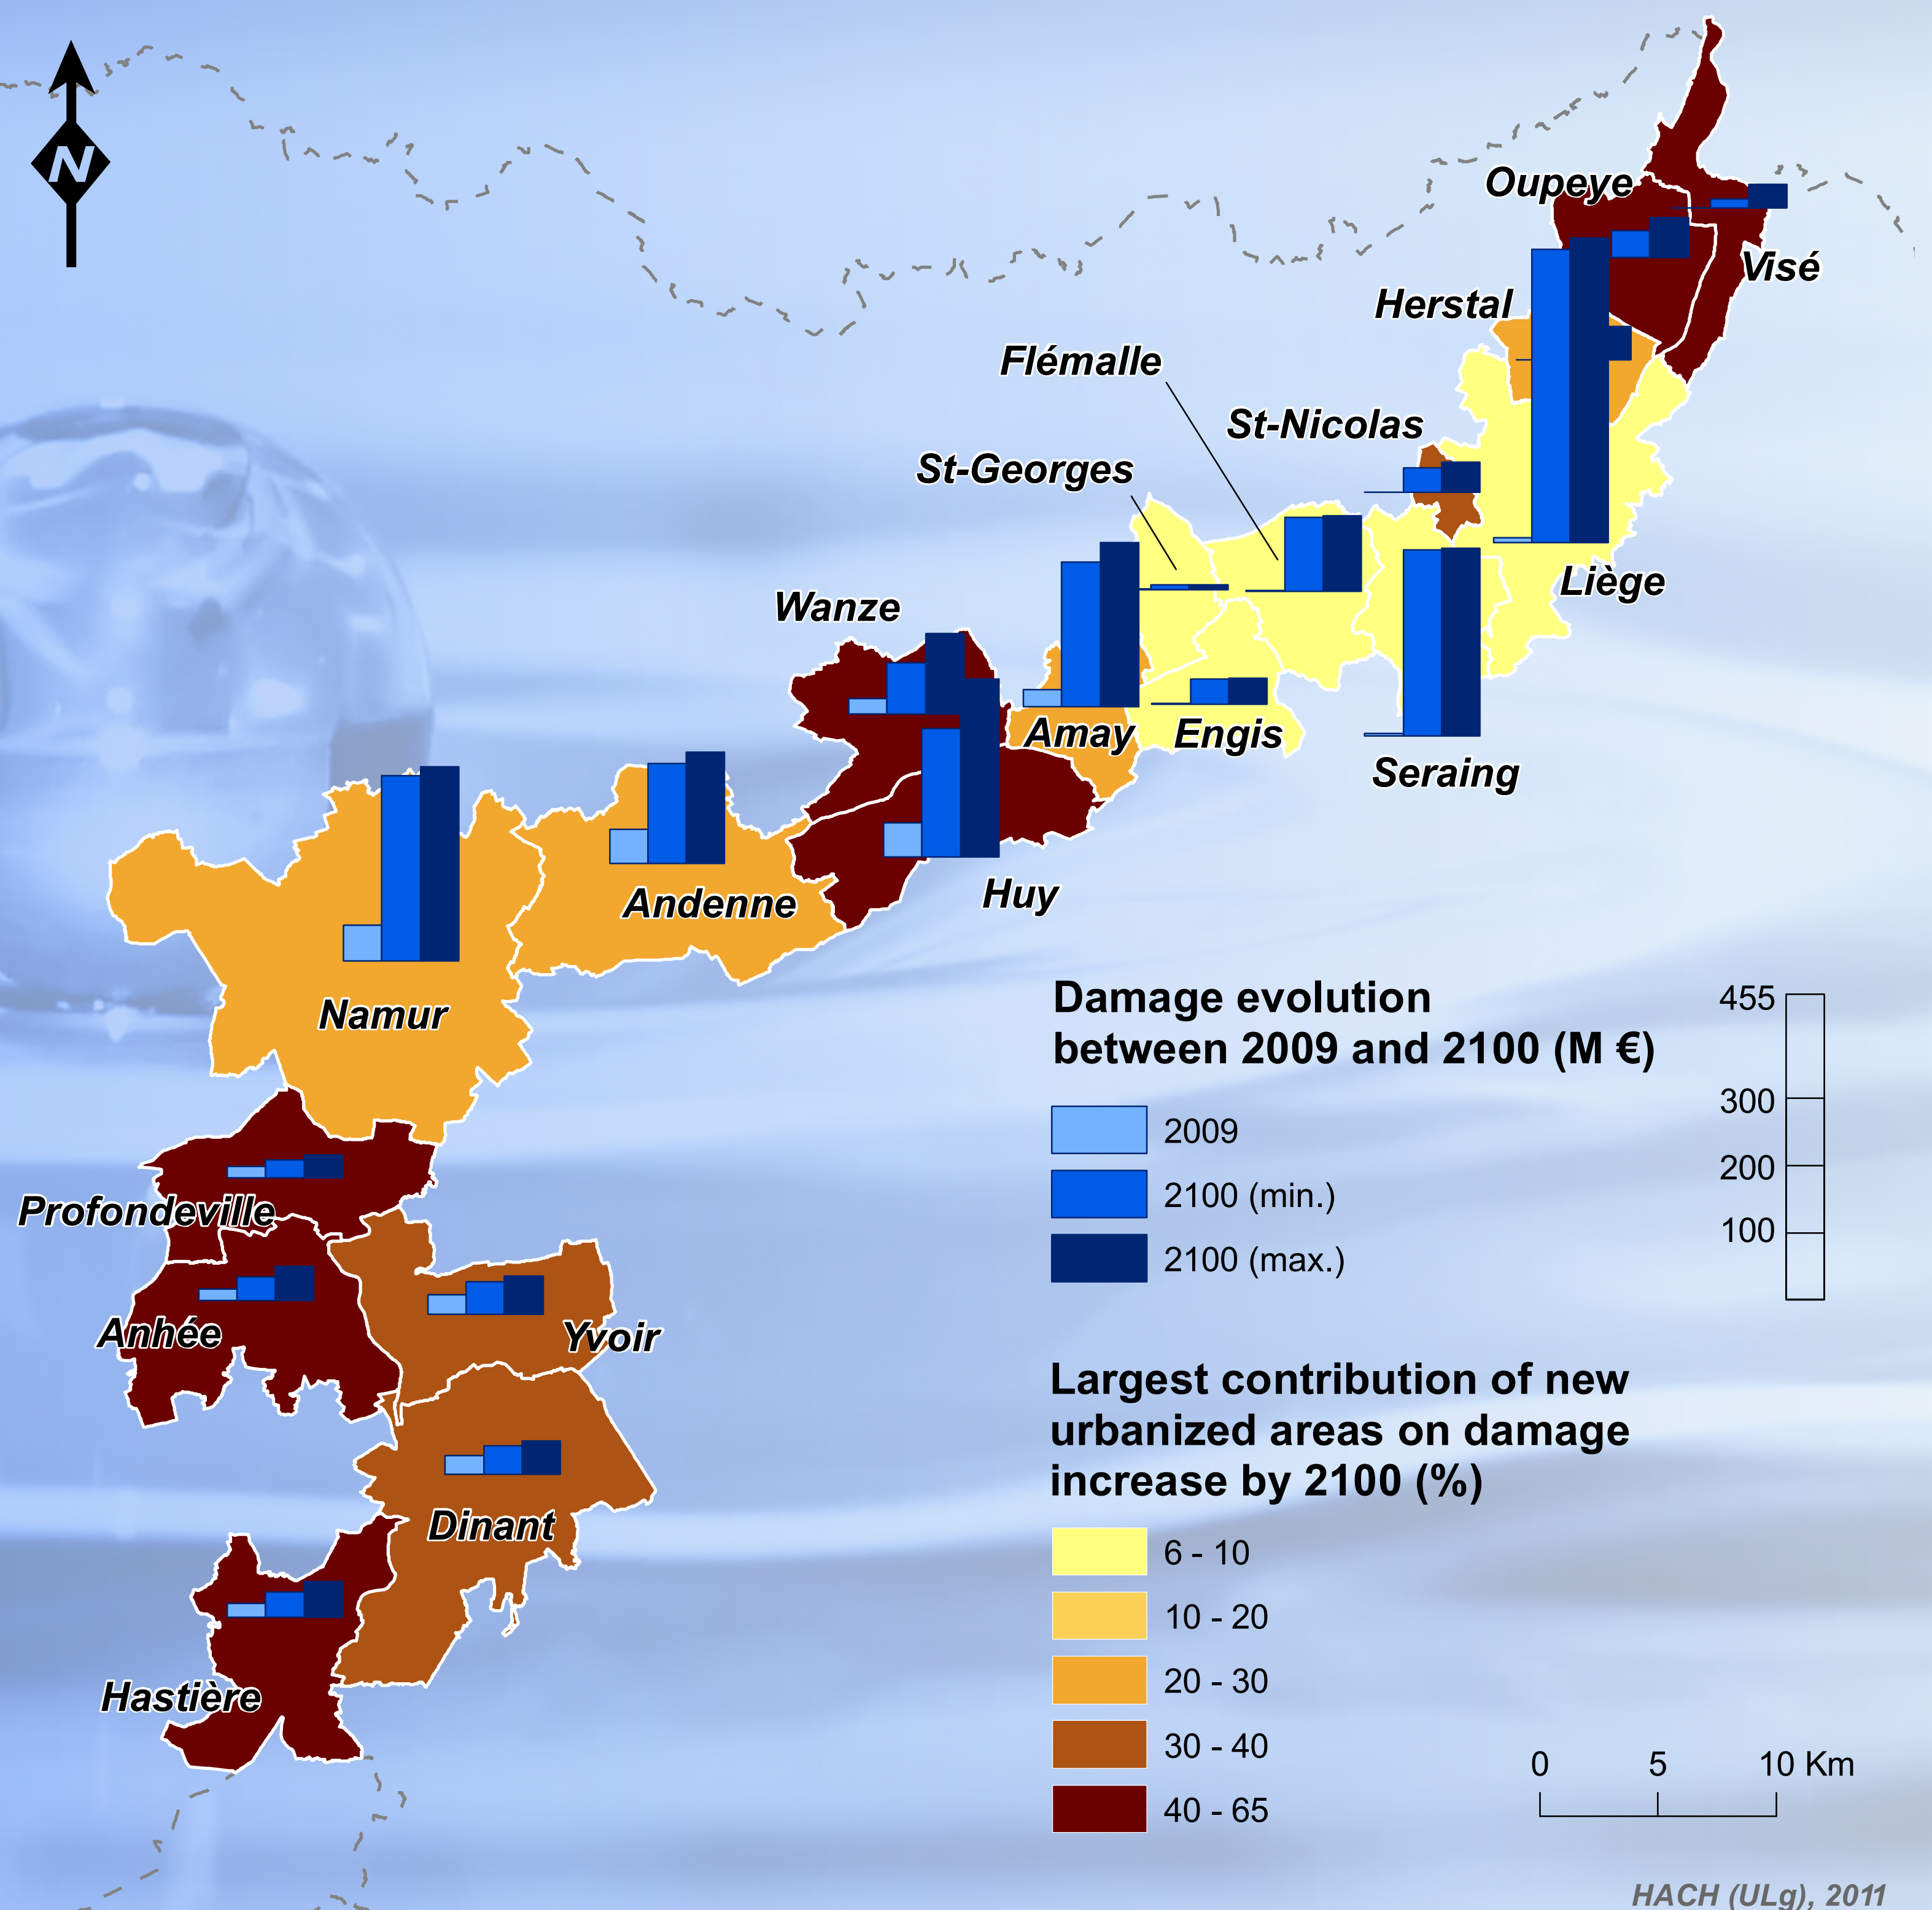 N
Oupeye
Visé
Herstal
Flémalle
St-Nicolas
St-Georges
Liège
Wanze
Amay
Engis
Seraing
Huy
Andenne
Namur
Profondeville
Anhée
Yvoir
Dinant
Hastière
Damage evolution
between 2009 and 2100 (M €)
2009
2100 (min.)
2100 (max.)
455
300
200
100
Largest contribution of new
urbanized areas on damage
increase by 2100 (%)
6 - 10
10 - 20
20 - 30
30 - 40
40 - 65
0 5 10 Km
HACH (ULg), 2011